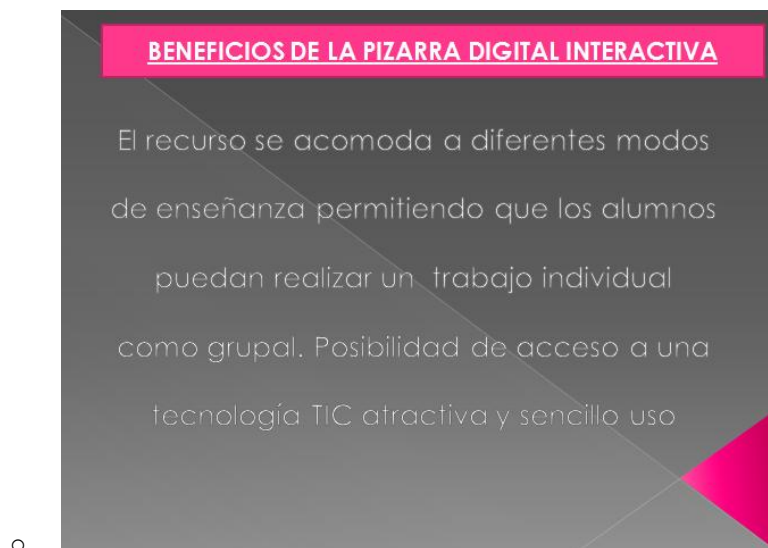 BENEFICIOS DE LA PIZARRA DIGITAL INTERACTIVA
El recurso se acomoda a diferentes modos
de enseñanza permitiendo que los alumnos
puedan realizar un trabajo individual
como grupal. Posibilidad de acceso a una
tecnología TIC atractiva y sencillo uso